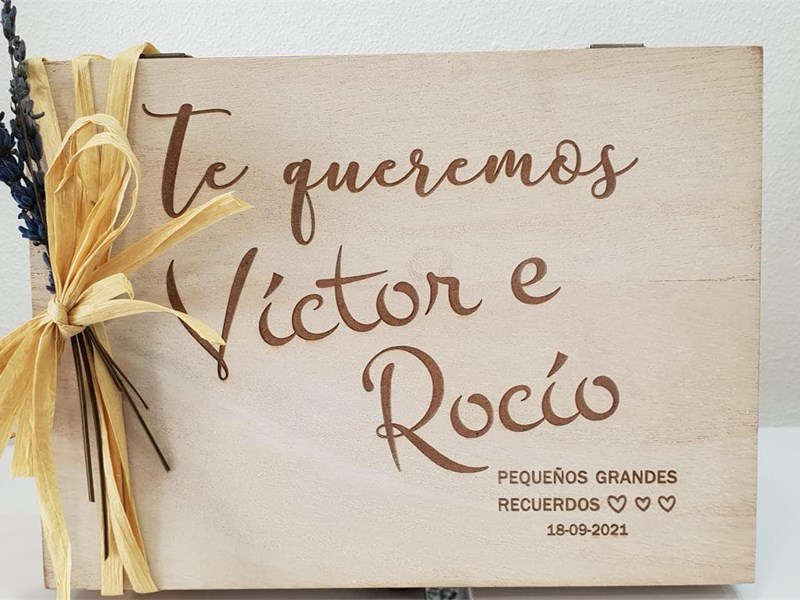 Te queremos
Víctor e
Rocío
PEQUEÑOS GRANDES
RECUERDOS ♡ ♡ ♡
18-09-2021